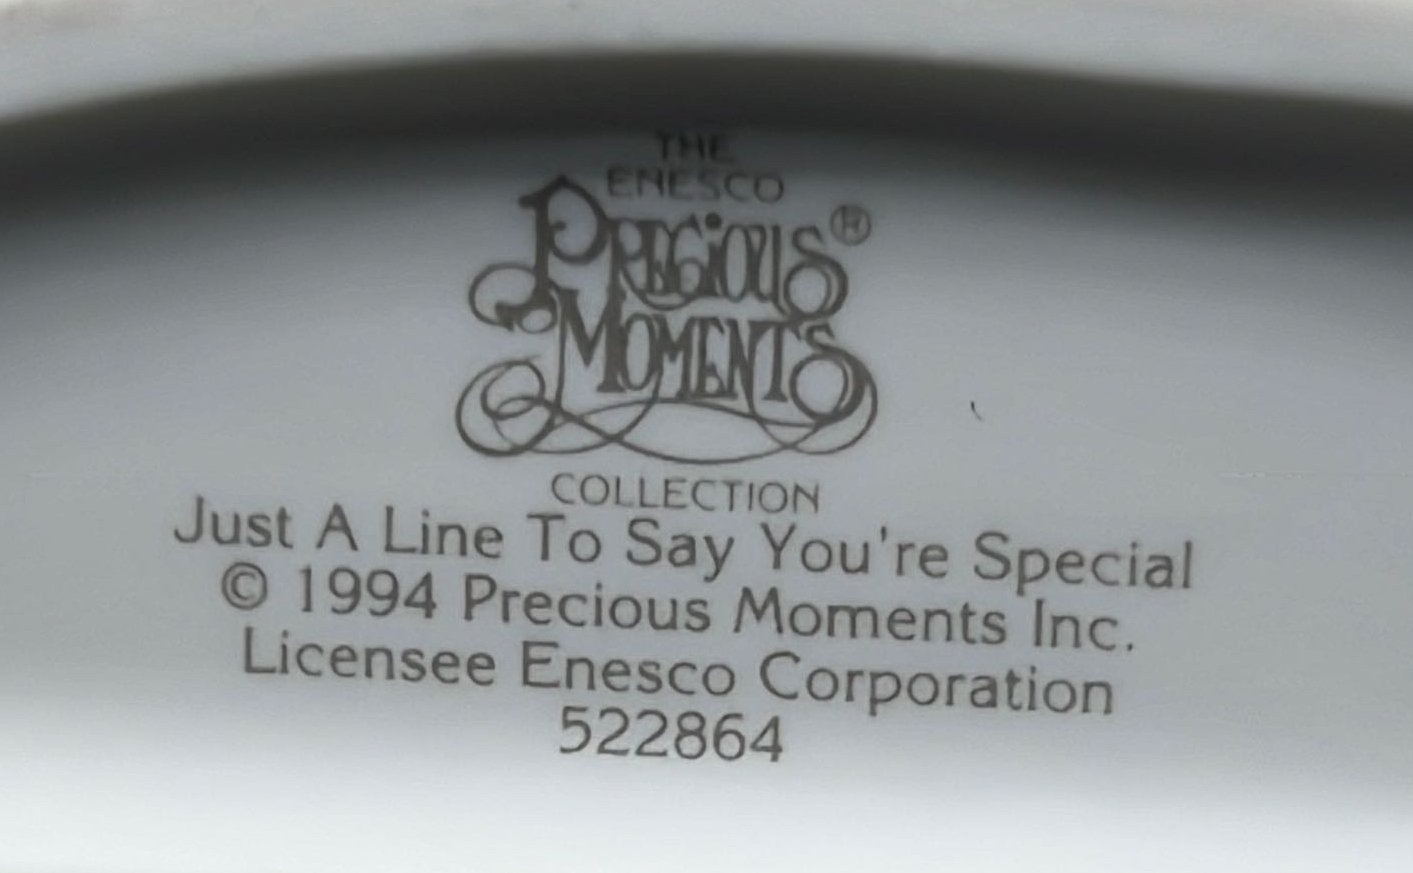 THE
ENESCO
PRECIOUS®
MOMENTS
COLLECTION
Just A Line To Say You're Special
© 1994 Precious Moments Inc.
Licensee Enesco Corporation
522864